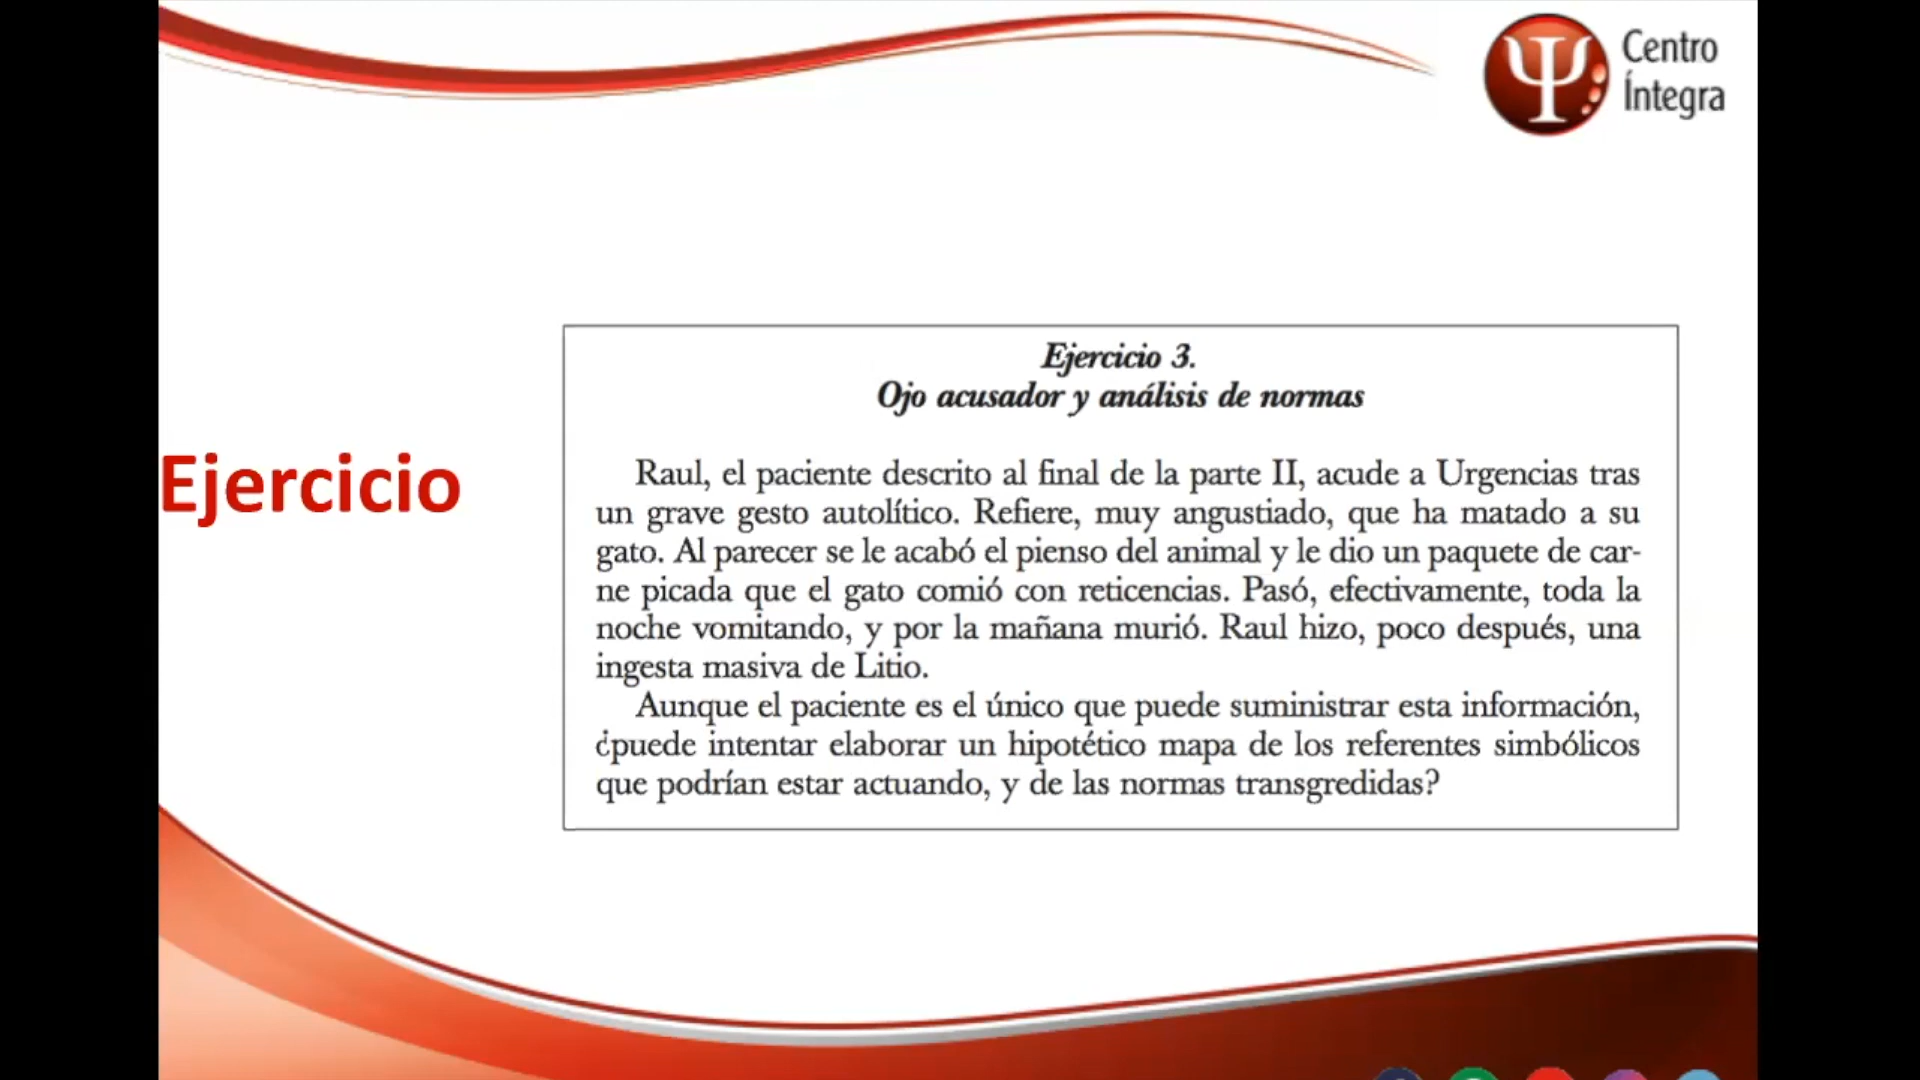 Centro
Íntegra
Ejercicio
Ejercicio 3.
Ojo acusador y análisis de normas
Raul, el paciente descrito al final de la parte II, acude a Urgencias tras
un grave gesto autolítico. Refiere, muy angustiado, que ha matado a su
gato. Al parecer se le acabó el pienso del animal y le dio un paquete de car-
ne picada que el gato comió con reticencias. Pasó, efectivamente, toda la
noche vomitando, y por la mañana murió. Raul hizo, poco después, una
ingesta masiva de Litio.
Aunque el paciente es el único que puede suministrar esta información,
¿puede intentar elaborar un hipotético mapa de los referentes simbólicos
que podrían estar actuando, y de las normas transgredidas?